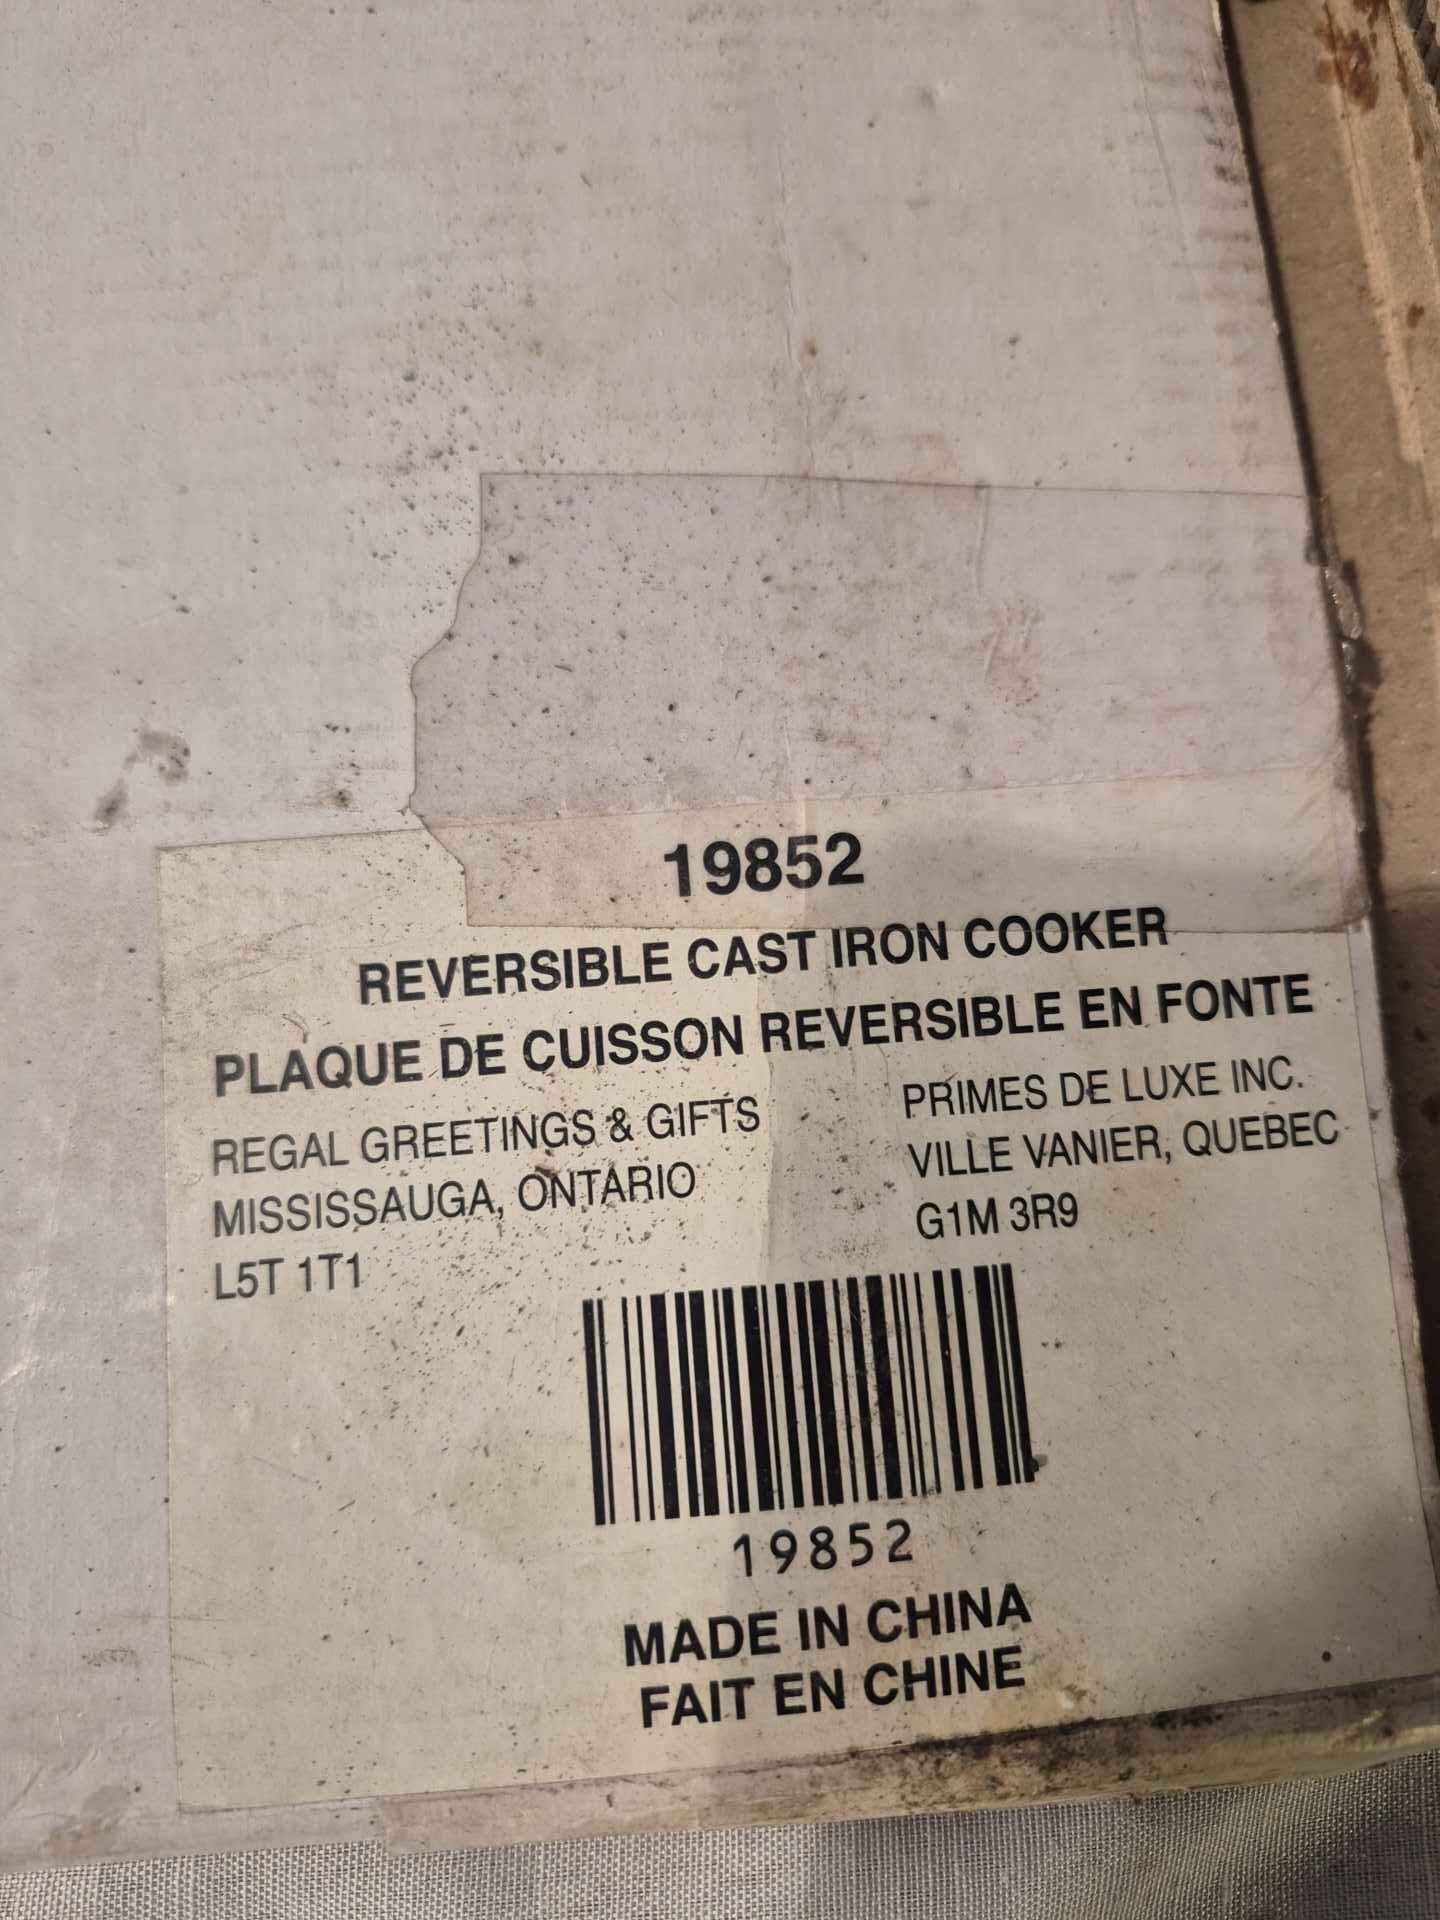 19852
REVERSIBLE CAST IRON COOKER
PLAQUE DE CUISSON REVERSIBLE EN FONTE
REGAL GREETINGS & GIFTS
MISSISSAUGA, ONTARIO
L5T 1T1
PRIMES DE LUXE INC.
VILLE VANIER, QUEBEC
G1M 3R9
19852
MADE IN CHINA
FAIT EN CHINE